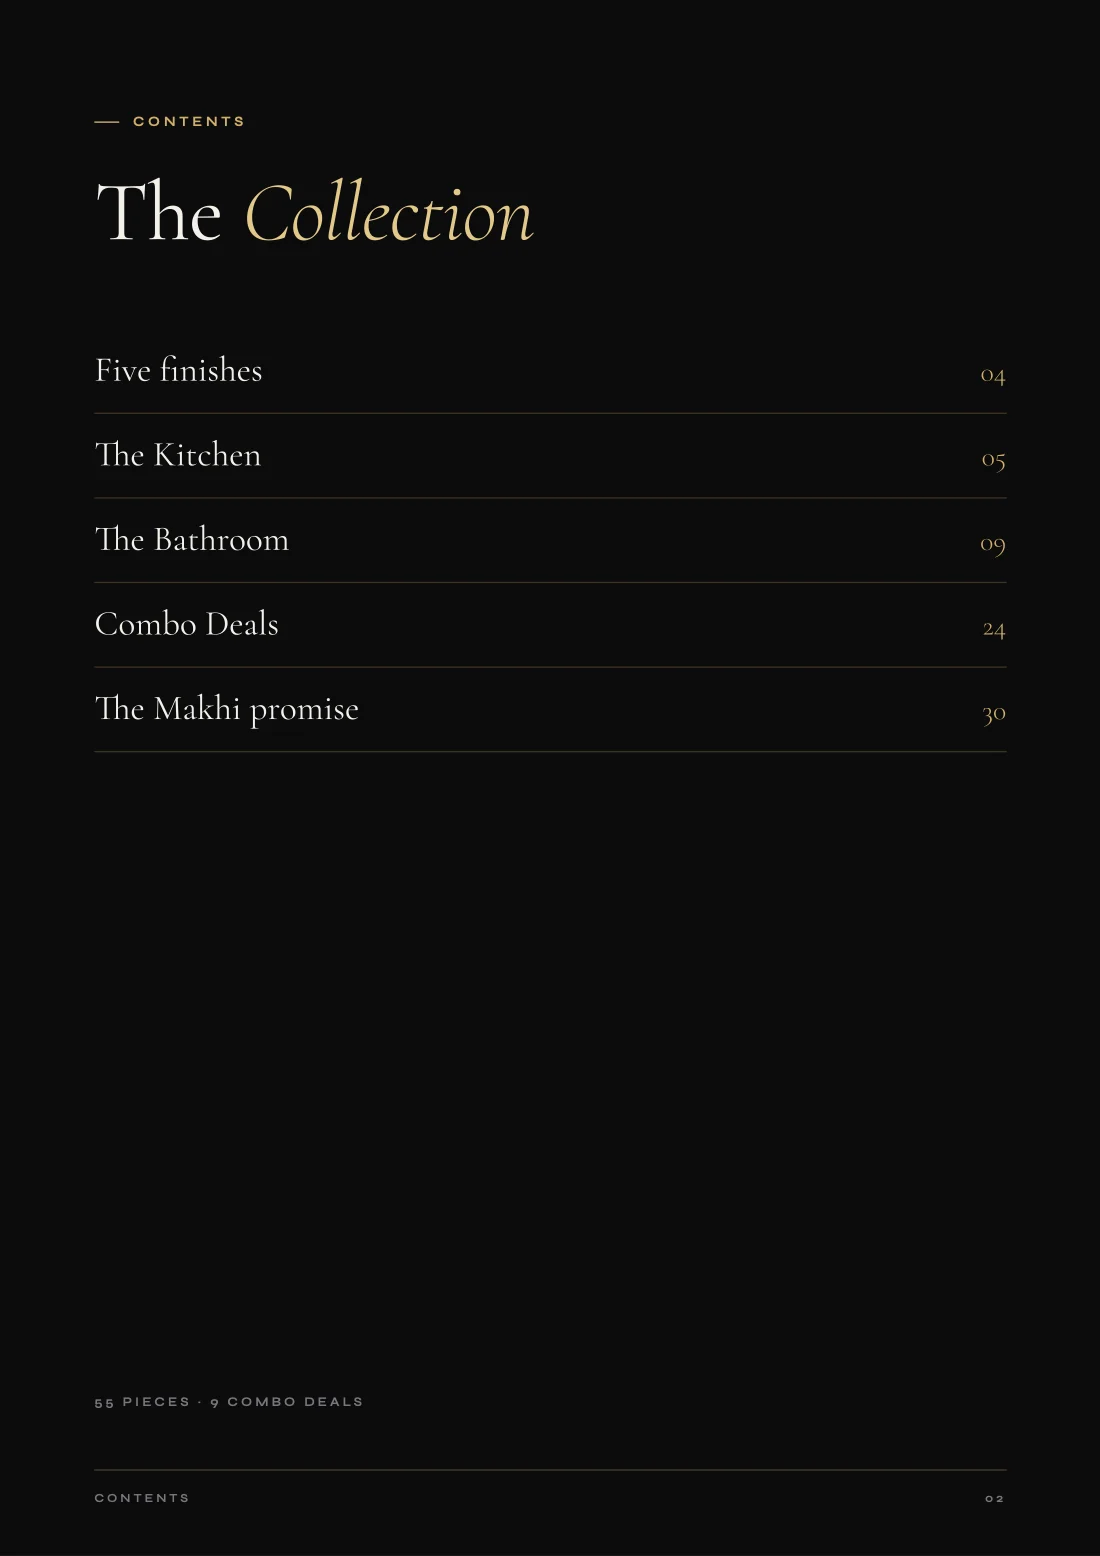 CONTENTS
The Collection
Five finishes 04
The Kitchen 05
The Bathroom 09
Combo Deals 24
The Makhi promise 30
55 PIECES · 9 COMBO DEALS
CONTENTS 02